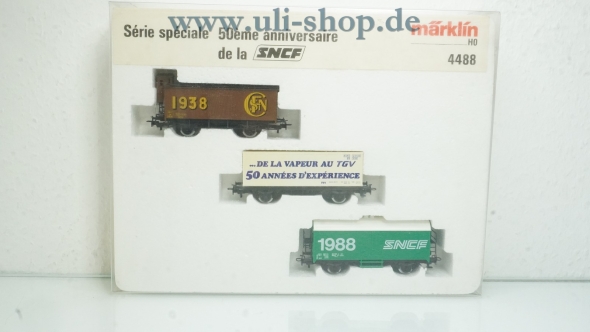 www.uli-shop.de
Série spéciale 50ème anniversaire
de la SNCF
märklin
HO
4488
1938
SNCF
...DE LA VAPEUR AU TGV
50 ANNÉES D'EXPÉRIENCE
1988 SNCF